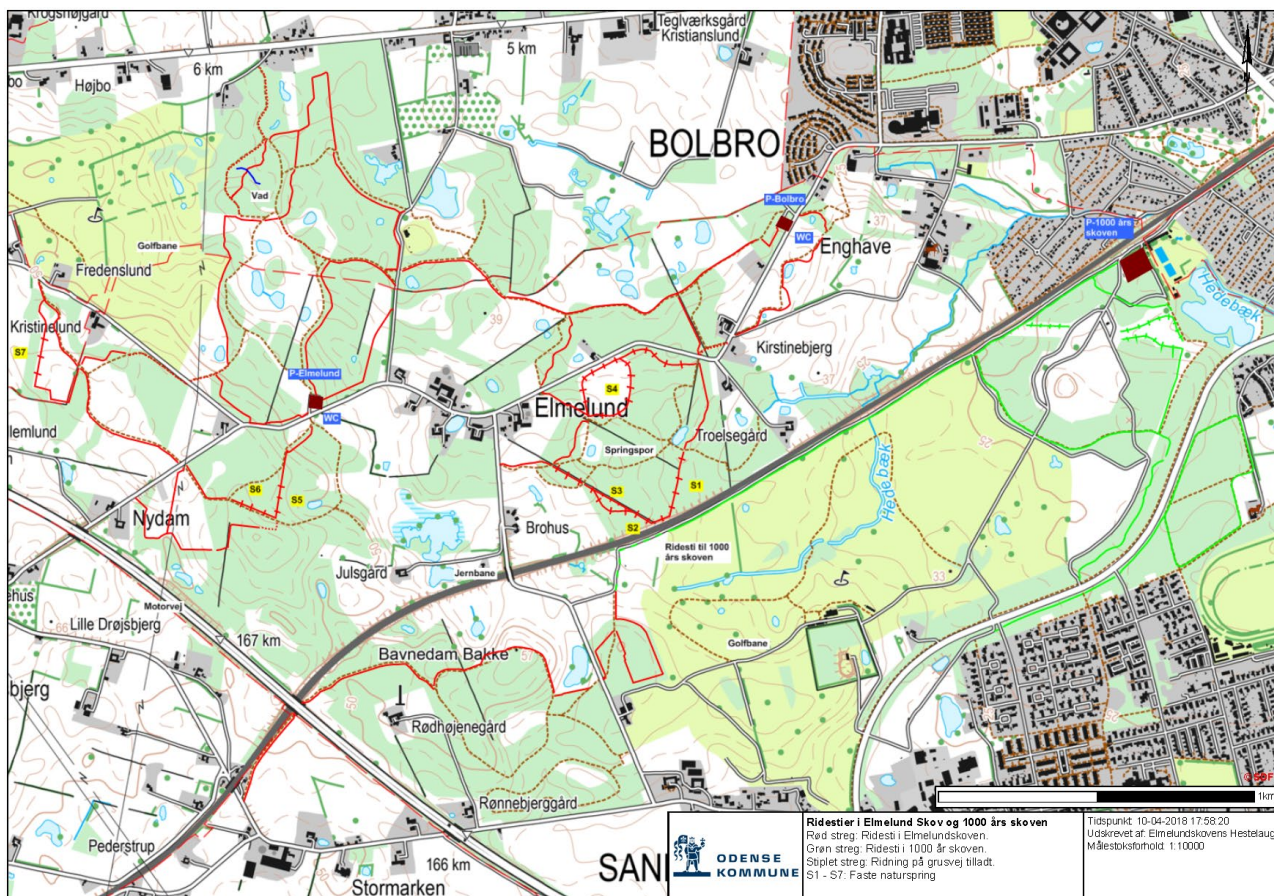 Krogshøjgård
Teglværksgård
Kristianslund
5 km
6 km
Højbo
BOLBRO
Vad
P-Bolbro
WC
Enghave
37
P-1000 års
skoven
Golfbane
Hedebæk
Fredenslund
Kristinelund
39
S7
Kirstinebjerg
P-Elmelund
WC
S4
Elmelund
Troelsegård
Springspor
S6
S5
S3
S1
S2
Nydam
Brohus
Hedebæk
Ridesti til 1000
års skoven
Julsgård
Jernbane
33
Motorvej
Lille Drøjsbjerg
167 km
Golfbane
Bavnedam Bakke
Rødhøjenegård
Rønnebjerggård
Pederstrup
166 km
Stormarken
SAN
1km
ODENSE
KOMMUNE
Ridestier i Elmelund Skov og 1000 års skoven
Rød streg: Ridesti i Elmelundskoven.
Grøn streg: Ridesti i 1000 år skoven.
Stiplet streg: Ridning på grusvej tilladt.
S1 - S7: Faste naturspring
Tidspunkt: 10-04-2018 17:58:20
Udskrevet af: Elmelundskovens Hestelaug
Målestoksforhold: 1:10000